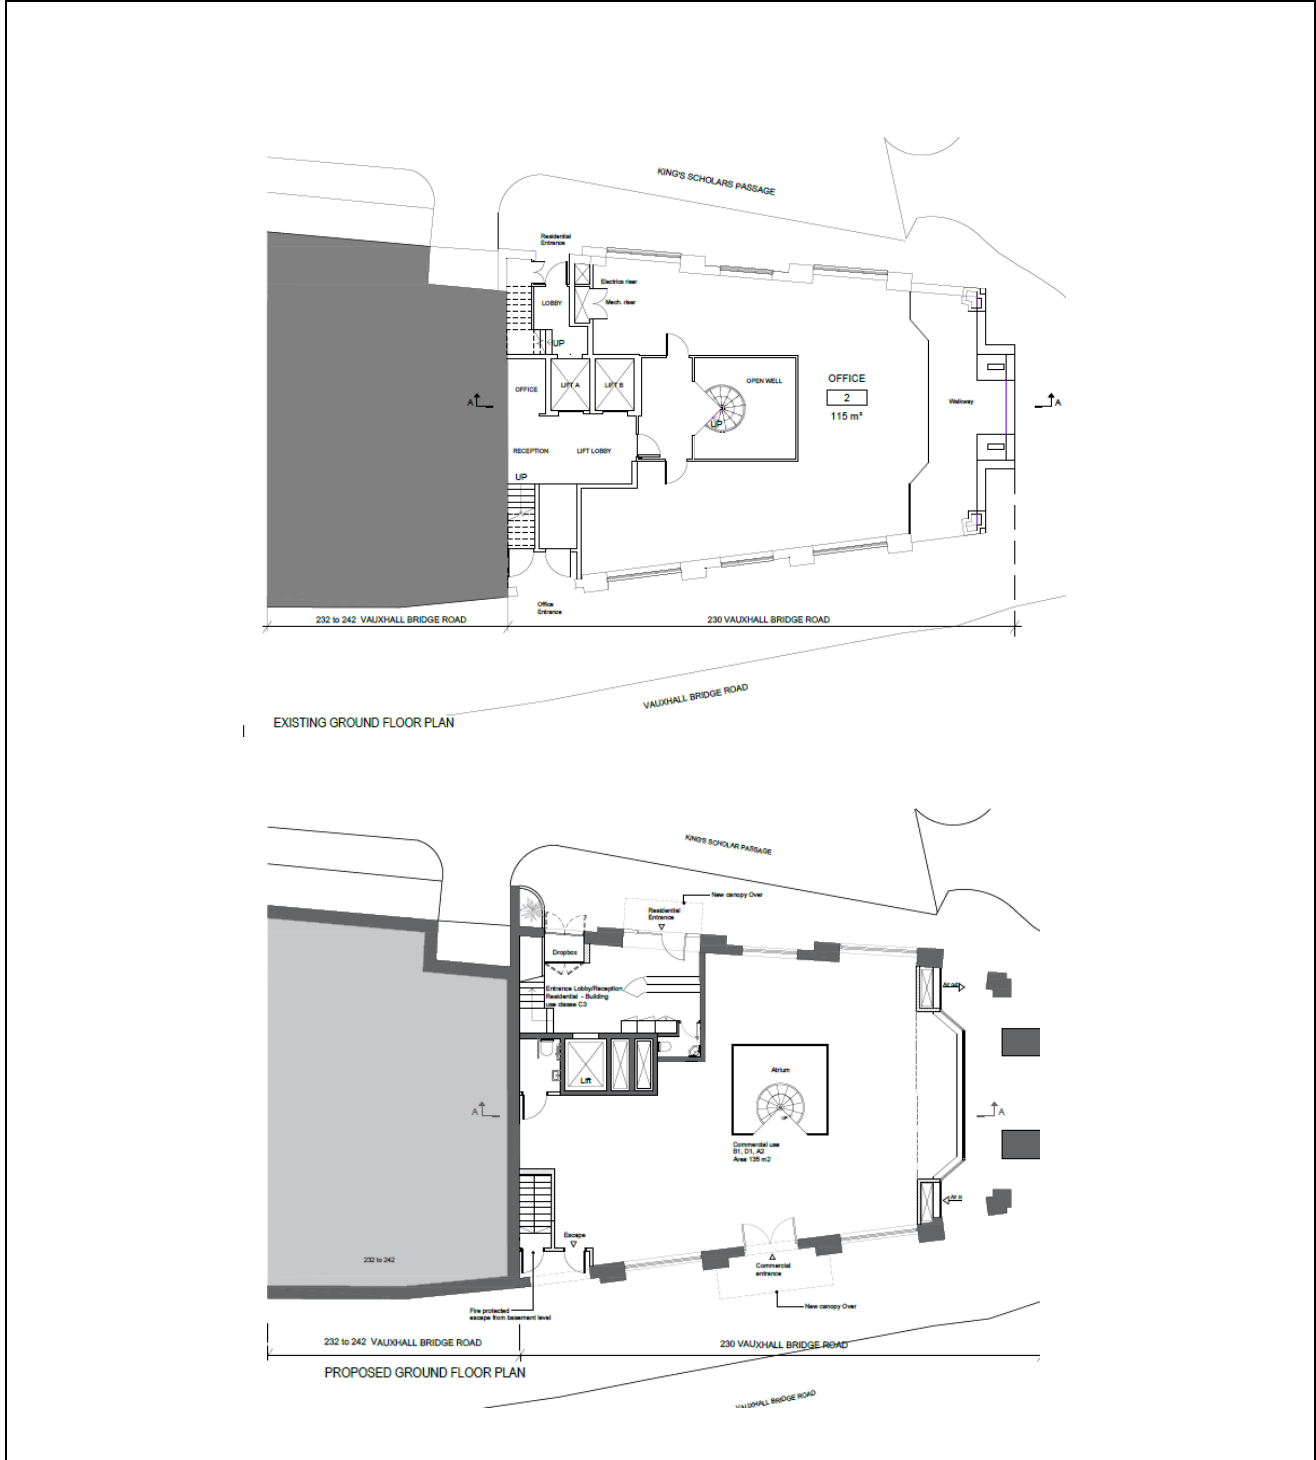 KING'S SCHOLARS PASSAGE
Residential
Entrance
Electrics riser
LOBBY
Mech. riser
UP
OFFICE
LIFT A
LIFT B
OPEN WELL
OFFICE
2
115 m²
Walkway
A
A
UP
RECEPTION
LIFT LOBBY
UP
Office
Entrance
232 to 242 VAUXHALL BRIDGE ROAD
230 VAUXHALL BRIDGE ROAD
VAUXHALL BRIDGE ROAD
EXISTING GROUND FLOOR PLAN
KING'S SCHOLAR PASSAGE
New canopy Over
Residential
Entrance
Dropbox
Entrance Lobby/Reception
Residential - Building
use classe C3
Air out
Lift
Atrium
UP
A
A
Commercial use
B1, D1, A2
Area 135 m2
Air in
Escape
Commercial
entrance
232 to 242
New canopy Over
Fire protected
escape from basement level
232 to 242 VAUXHALL BRIDGE ROAD
230 VAUXHALL BRIDGE ROAD
PROPOSED GROUND FLOOR PLAN
VAUXHALL BRIDGE ROAD